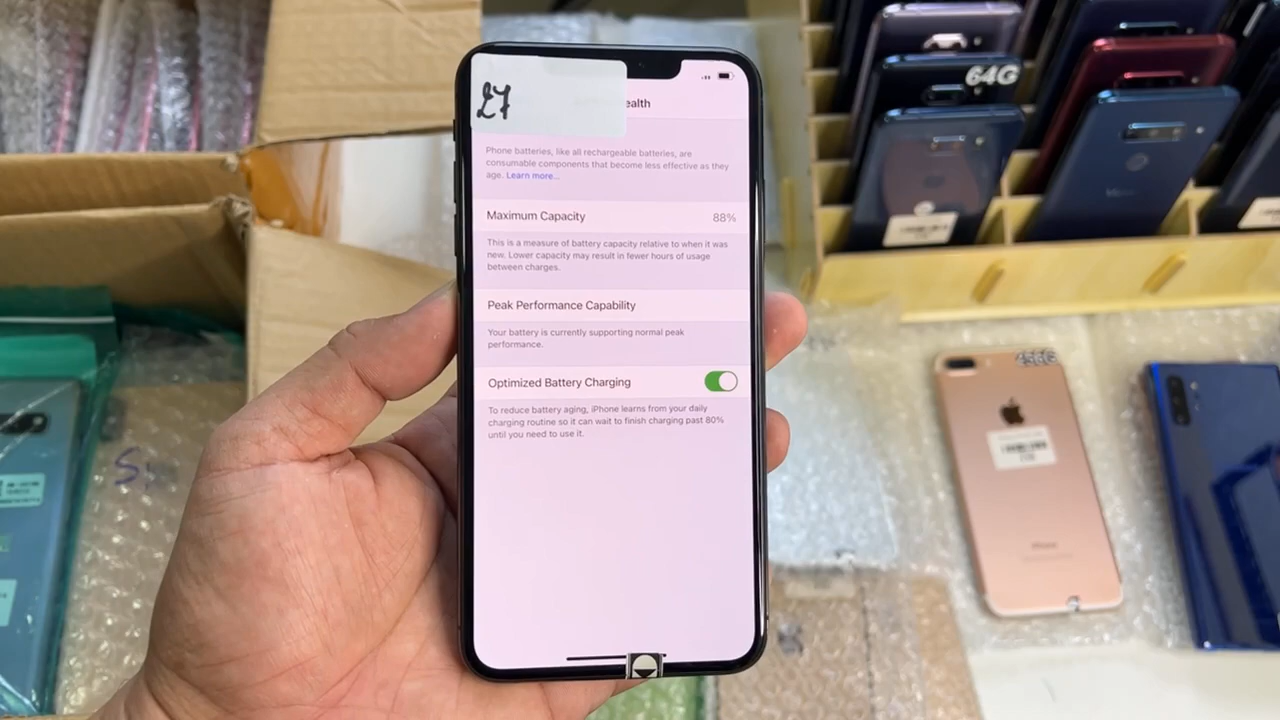 27
ealth
Phone batteries, like all rechargeable batteries, are
consumable components that become less effective as they
age. Learn more...
Maximum Capacity 88%
This is a measure of battery capacity relative to when it was
new. Lower capacity may result in fewer hours of usage
between charges.
Peak Performance Capability
Your battery is currently supporting normal peak
performance.
Optimized Battery Charging
To reduce battery aging, iPhone learns from your daily
charging routine so it can wait to finish charging past 80%
until you need to use it.
64G